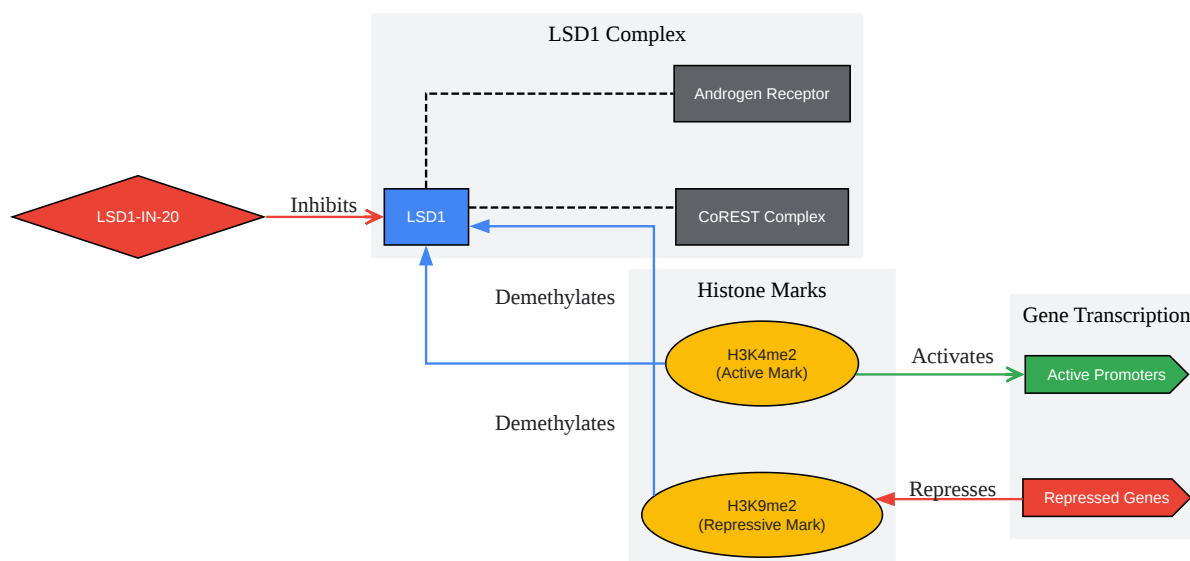 LSD1 Complex
Androgen Receptor
LSD1-IN-20
Inhibits
LSD1
CoREST Complex
Demethylates
Histone Marks
Gene Transcription
H3K4me2
(Active Mark)
Activates
Active Promoters
Demethylates
H3K9me2
(Repressive Mark)
Represses
Repressed Genes